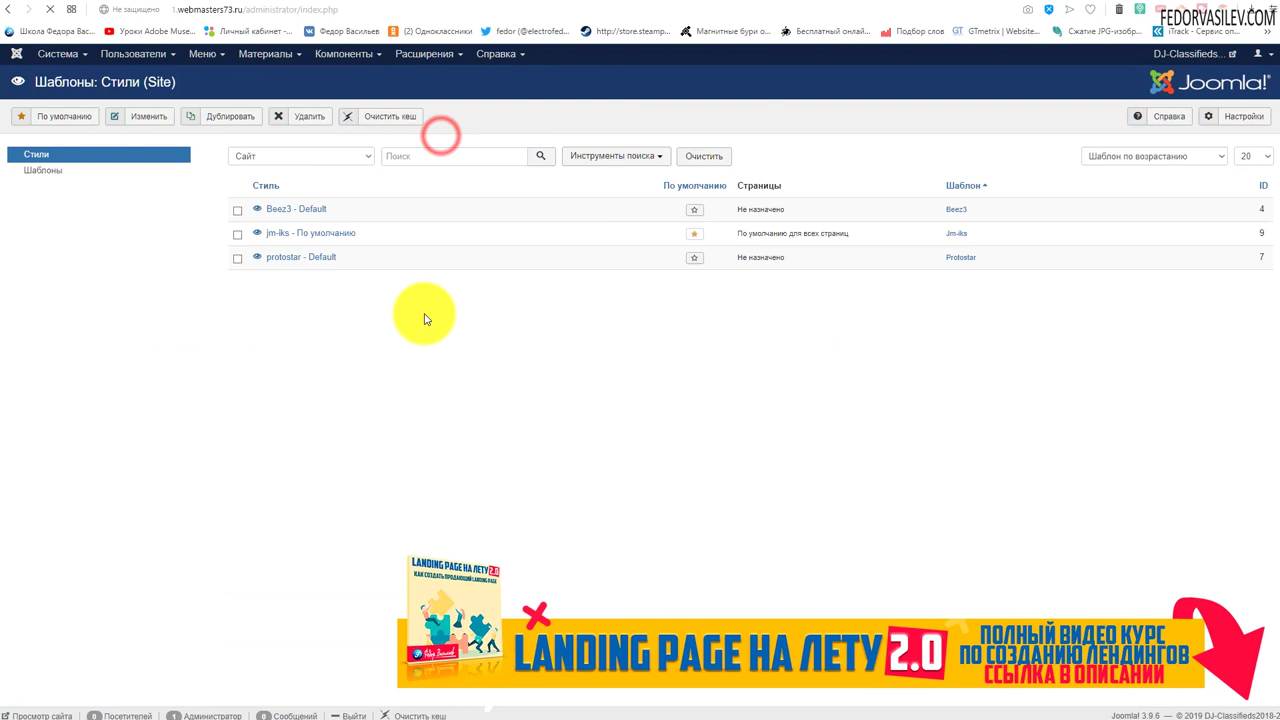 Не защищено 1.webmasters73.ru/administrator/index.php
FEDORVASILEV.COM
Школа Федора Вас... Уроки Adobe Muse... Личный кабинет -... Федор Васильев (2) Одноклассники fedor (@electrofed... http://store.steamp... Магнитные бури о... Бесплатный онлай... Подбор слов GTmetrix | Website... Сжатие JPG-изобр... iTrack - Сервис оп... »
Система Пользователи Меню Материалы Компоненты Расширения Справка DJ-Classifieds...
Шаблоны: Стили (Site) Joomla!®
По умолчанию Изменить Дублировать Удалить Очистить кеш Справка Настройки
Стили
Шаблоны
Сайт Поиск Инструменты поиска Очистить Шаблон по возрастанию 20
Стиль По умолчанию Страницы Шаблон ID
Beez3 - Default Не назначено Beez3 4
jm-iks - По умолчанию По умолчанию для всех страниц Jm-iks 9
protostar - Default Не назначено Protostar 7
LANDING PAGE НА ЛЕТУ 2.0
КАК СОЗДАТЬ ПРОДАЮЩИЙ LANDING PAGE
Федор Васильев
LANDING PAGE НА ЛЕТУ 2.0
ПОЛНЫЙ ВИДЕО КУРС
ПО СОЗДАНИЮ ЛЕНДИНГОВ
ССЫЛКА В ОПИСАНИИ
Просмотр сайта 0 Посетителей 1 Администратор 0 Сообщений Выйти Очистить кеш Joomla! 3.9.6 — © 2019 DJ-Classifieds2018-2